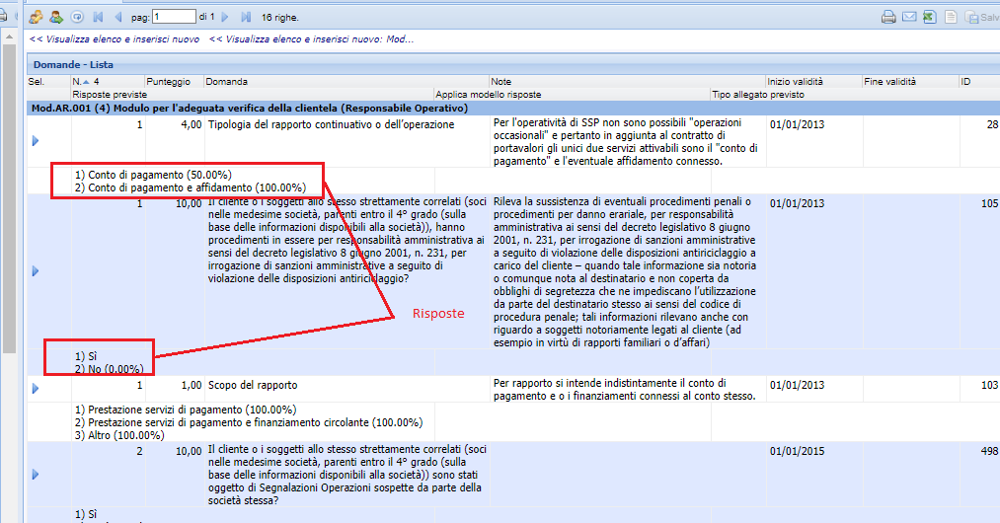 pag: 1 di 1 16 righe. Salv
<< Visualizza elenco e inserisci nuovo << Visualizza elenco e inserisci nuovo: Mod...
Domande - Lista
Sel. N. 4 Punteggio Domanda Note Inizio validità Fine validità ID
Risposte previste Applica modello risposte Tipo allegato previsto
Mod.AR.001 (4) Modulo per l'adeguata verifica della clientela (Responsabile Operativo)
1 4,00 Tipologia del rapporto continuativo o dell'operazione
Per l'operatività di SSP non sono possibili "operazioni
occasionali" e pertanto in aggiunta al contratto di
portavalori gli unici due servizi attivabili sono il "conto di
pagamento" e l'eventuale affidamento connesso.
01/01/2013 28
1) Conto di pagamento (50.00%)
2) Conto di pagamento e affidamento (100.00%)
1 10,00 Il cliente o i soggetti allo stesso strettamente correlati (soci
nelle medesime società, parenti entro il 4° grado (sulla
base delle informazioni disponibili alla società)), hanno
procedimenti in essere per responsabilità amministrativa ai
sensi del decreto legislativo 8 giugno 2001, n. 231, per
irrogazione di sanzioni amministrative a seguito di
violazione delle disposizioni antiriciclaggio?
Rileva la sussistenza di eventuali procedimenti penali o
procedimenti per danno erariale, per responsabilità
amministrativa ai sensi del decreto legislativo 8 giugno
2001, n. 231, per irrogazione di sanzioni amministrative
a seguito di violazione delle disposizioni antiriciclaggio a
carico del cliente – quando tale informazione sia notoria
o comunque nota al destinatario e non coperta da
obblighi di segretezza che ne impediscano l'utilizzazione
da parte del destinatario stesso ai sensi del codice di
procedura penale; tali informazioni rilevano anche con
riguardo a soggetti notoriamente legati al cliente (ad
esempio in virtù di rapporti familiari o d'affari)
01/01/2013 105
Risposte
1) Sì
2) No (0.00%)
1 1,00 Scopo del rapporto
Per rapporto si intende indistintamente il conto di
pagamento e o i finanziamenti connessi al conto stesso.
01/01/2013 103
1) Prestazione servizi di pagamento (100.00%)
2) Prestazione servizi di pagamento e finanziamento circolante (100.00%)
3) Altro (100.00%)
2 10,00 Il cliente o i soggetti allo stesso strettamente correlati (soci
nelle medesime società, parenti entro il 4° grado (sulla
base delle informazioni disponibili alla società)) sono stati
oggetto di Segnalazioni Operazioni sospette da parte della
società stessa?
01/01/2015 498
1) Sì